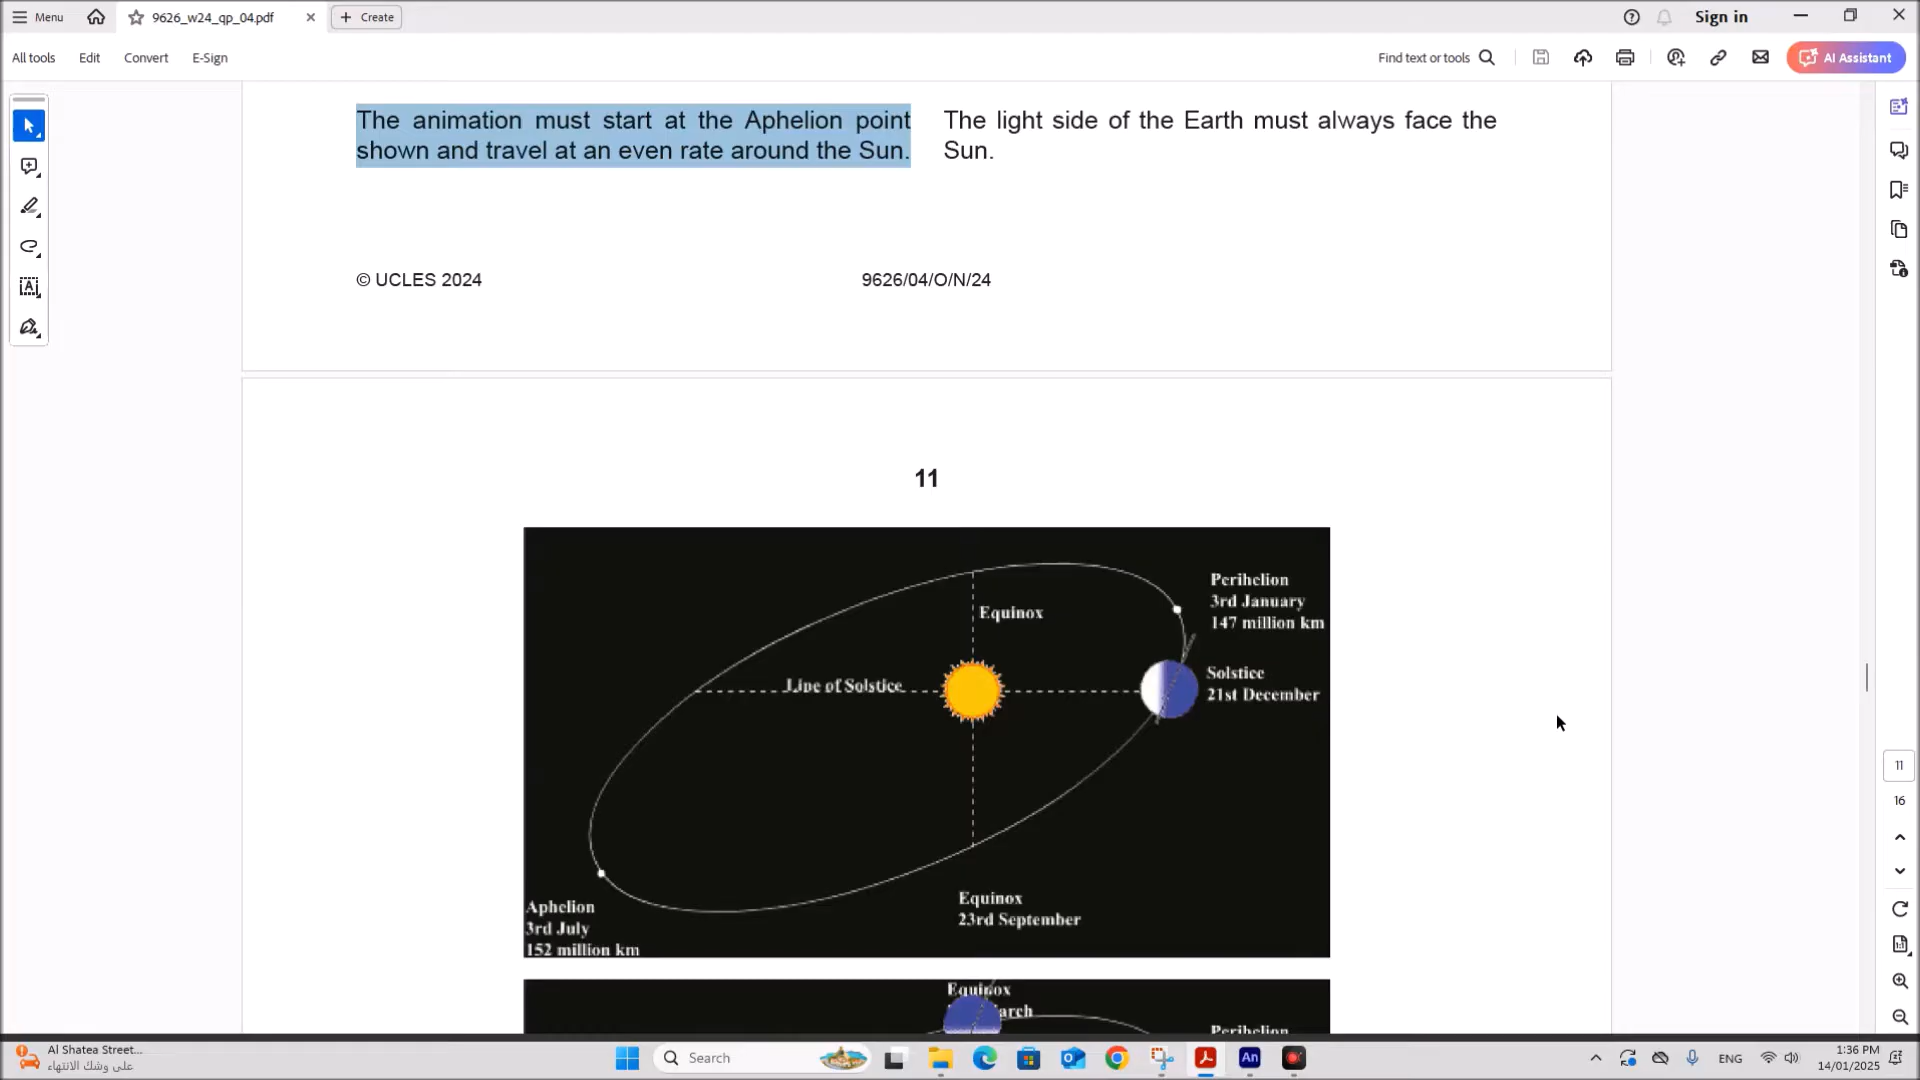 Menu
9626_w24_qp_04.pdf
Create
Sign in
All tools
Edit
Convert
E-Sign
Find text or tools
AI Assistant
The animation must start at the Aphelion point
shown and travel at an even rate around the Sun.
The light side of the Earth must always face the
Sun.
© UCLES 2024
9626/04/O/N/24
11
Perihelion
3rd January
147 million km
Equinox
Line of Solstice
Solstice
21st December
Equinox
23rd September
Aphelion
3rd July
152 million km
Equinox
arch
Perihelion
11
16
Al Shatea Street...
على وشك الانتهاء
Search
An
ENG
1:36 PM
14/01/2025